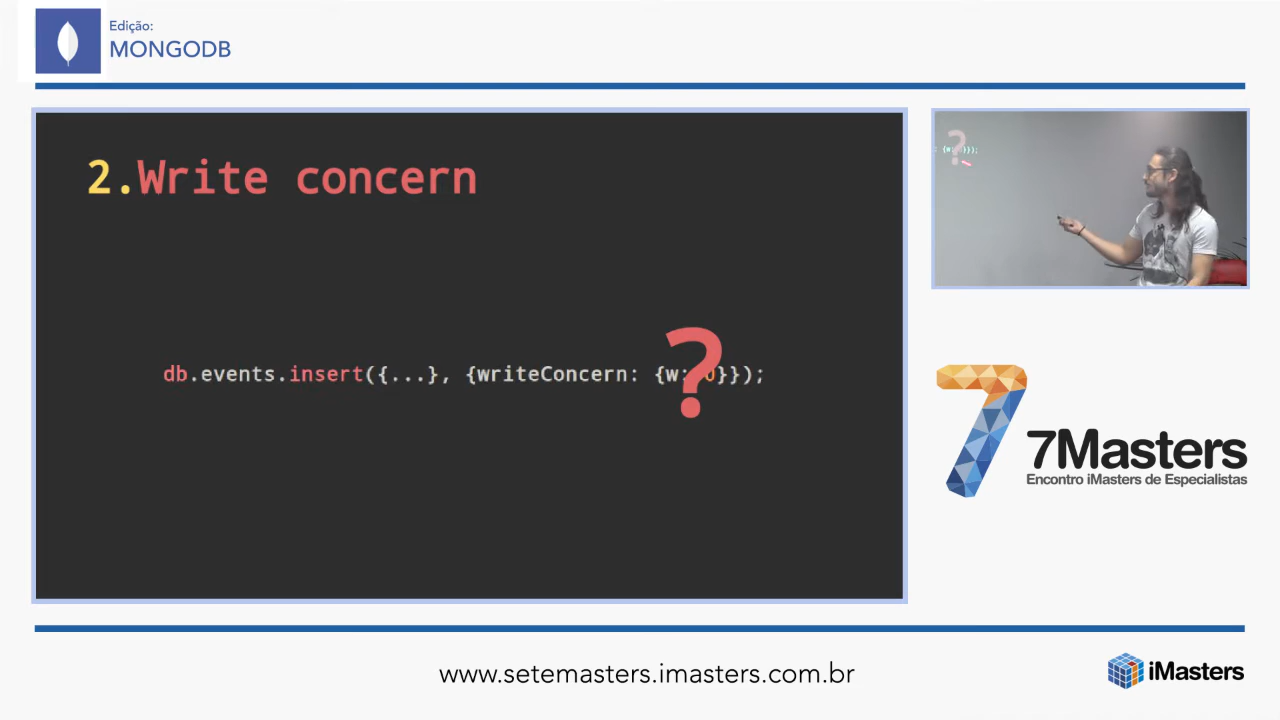 Edição:
MONGODB
2.Write concern
db.events.insert({...}, {writeConcern: {w: 0}});
?
{w: }});
?
7Masters
Encontro iMasters de Especialistas
www.setemasters.imasters.com.br
iMasters